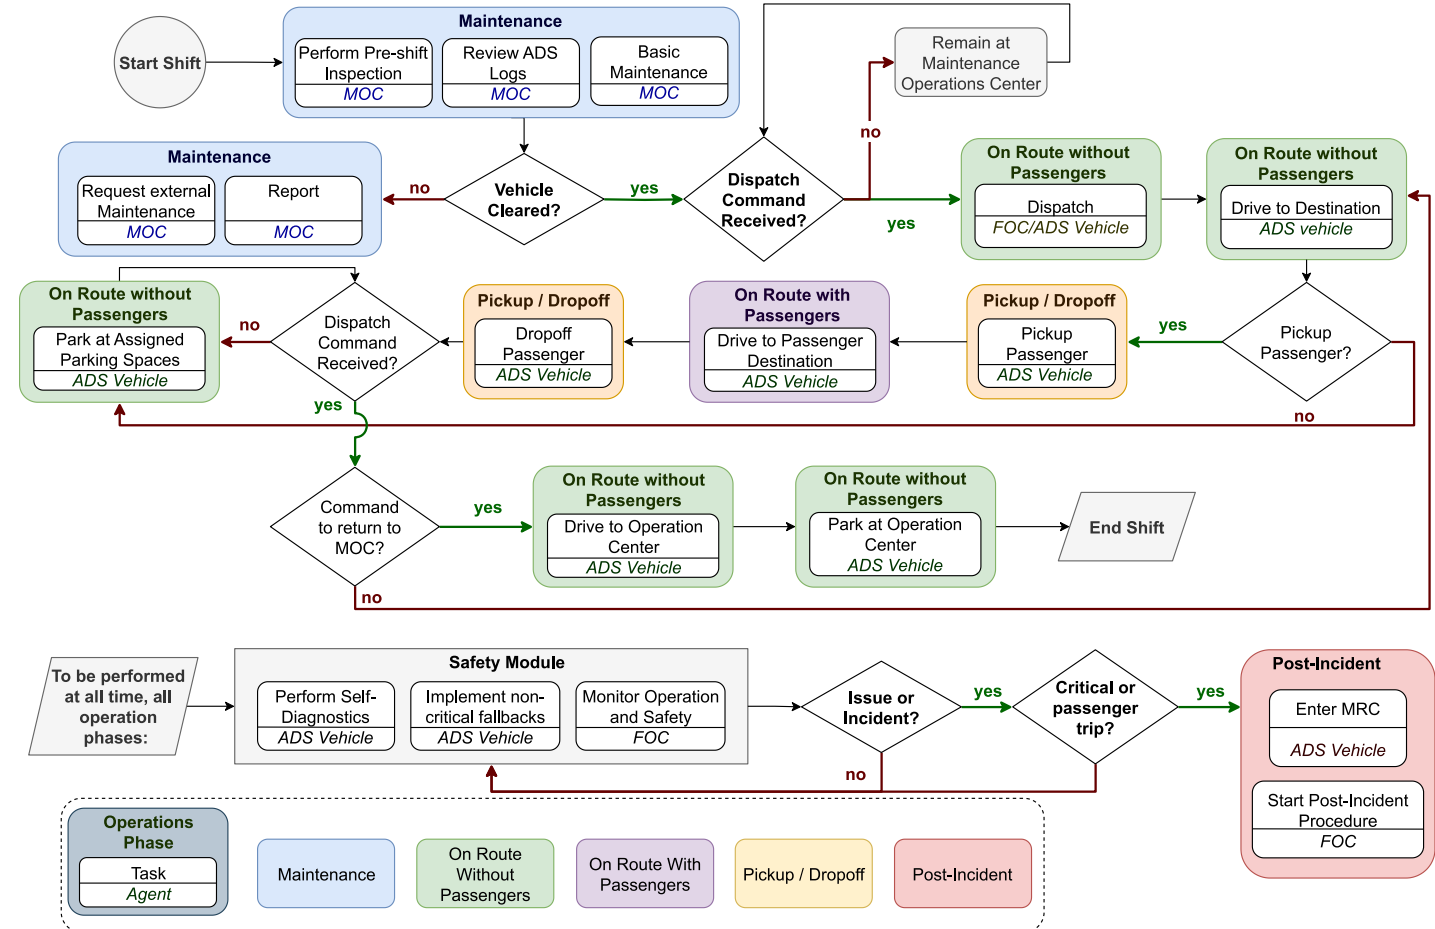 Start Shift
Maintenance
Perform Pre-shift
Inspection
MOC
Review ADS
Logs
MOC
Basic
Maintenance
MOC
Remain at
Maintenance
Operations Center
no
Maintenance
Request external
Maintenance
MOC
Report
MOC
no
Vehicle
Cleared?
yes
Dispatch
Command
Received?
yes
On Route without
Passengers
Dispatch
FOC/ADS Vehicle
On Route without
Passengers
Drive to Destination
ADS vehicle
On Route without
Passengers
Park at Assigned
Parking Spaces
ADS Vehicle
no
Dispatch
Command
Received?
yes
Pickup / Dropoff
Dropoff
Passenger
ADS Vehicle
On Route with
Passengers
Drive to Passenger
Destination
ADS Vehicle
Pickup / Dropoff
Pickup
Passenger
ADS Vehicle
yes
Pickup
Passenger?
no
Command
to return to
MOC?
yes
no
On Route without
Passengers
Drive to Operation
Center
ADS Vehicle
On Route without
Passengers
Park at Operation
Center
ADS Vehicle
End Shift
To be performed
at all time, all
operation
phases:
Safety Module
Perform Self-
Diagnostics
ADS Vehicle
Implement non-
critical fallbacks
ADS Vehicle
Monitor Operation
and Safety
FOC
Issue or
Incident?
yes
no
Critical or
passenger
trip?
yes
Post-Incident
Enter MRC
ADS Vehicle
Start Post-Incident
Procedure
FOC
Operations
Phase
Task
Agent
Maintenance
On Route
Without
Passengers
On Route With
Passengers
Pickup / Dropoff
Post-Incident